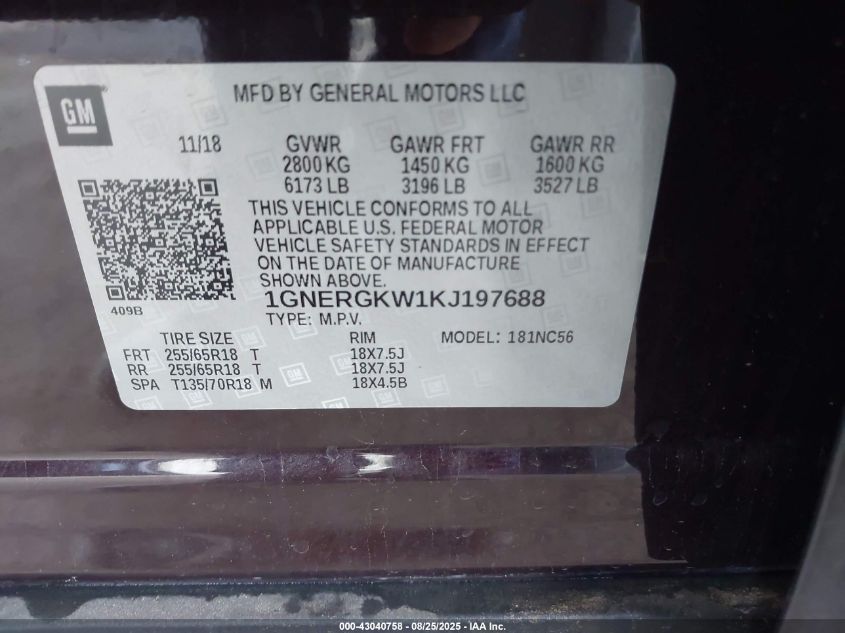 GM
MFD BY GENERAL MOTORS LLC
11/18 GVWR GAWR FRT GAWR RR
2800 KG 1450 KG 1600 KG
6173 LB 3196 LB 3527 LB
THIS VEHICLE CONFORMS TO ALL
APPLICABLE U.S. FEDERAL MOTOR
VEHICLE SAFETY STANDARDS IN EFFECT
ON THE DATE OF MANUFACTURE
SHOWN ABOVE.
409B
1GNERGKW1KJ197688
TYPE: M.P.V.
TIRE SIZE RIM MODEL: 181NC56
FRT 255/65R18 T 18X7.5J
RR 255/65R18 T 18X7.5J
SPA T135/70R18 M 18X4.5B
000-43040758 - 08/25/2025 - IAA Inc.